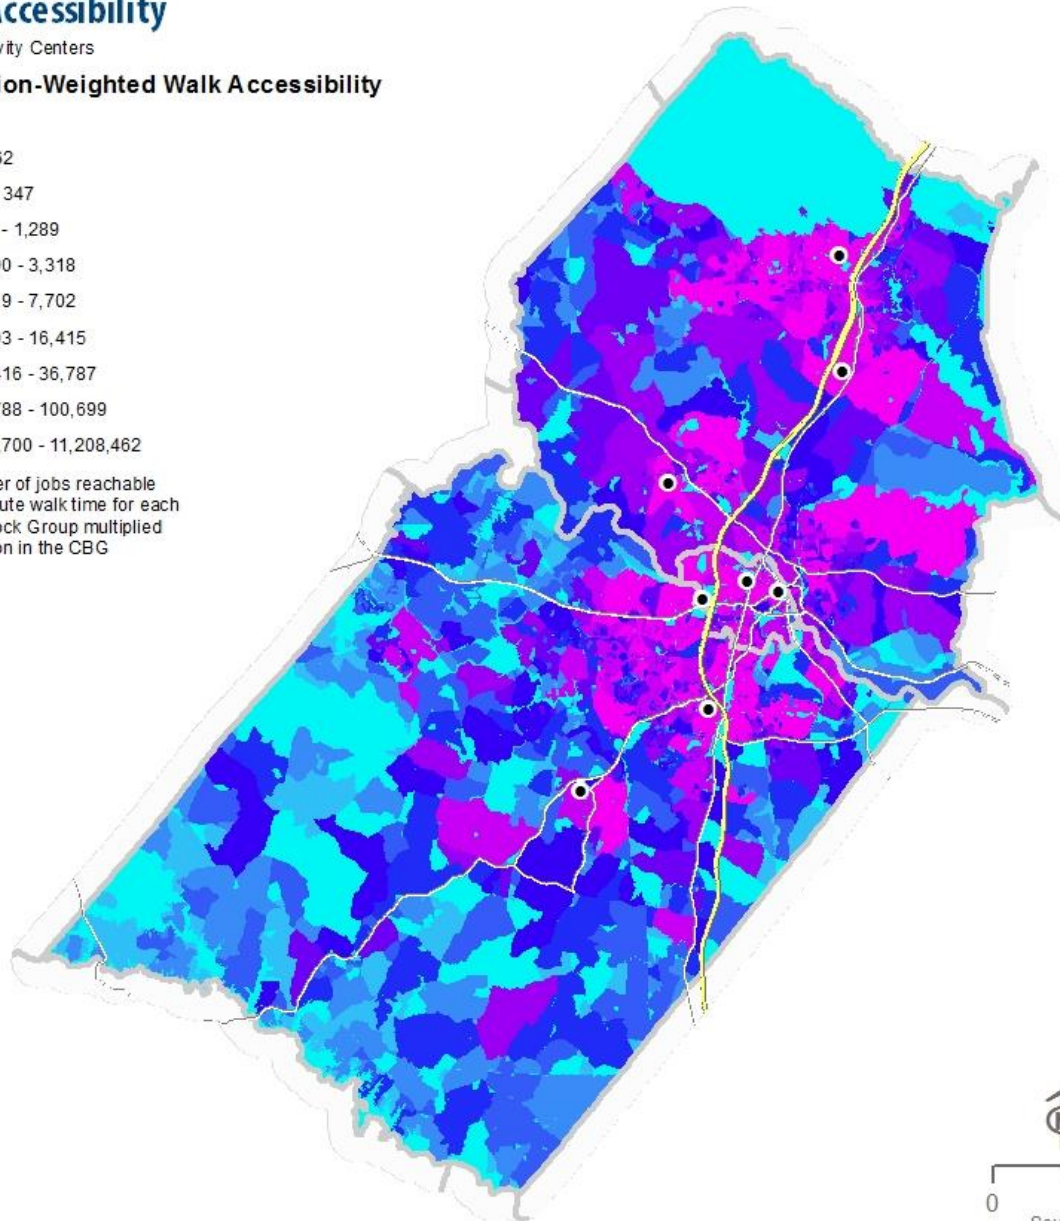 ccessibility
vity Centers
ion-Weighted Walk Accessibility
62
347
- 1,289
0 - 3,318
9 - 7,702
3 - 16,415
16 - 36,787
788 - 100,699
,700 - 11,208,462
er of jobs reachable
ute walk time for each
ock Group multiplied
on in the CBG
0